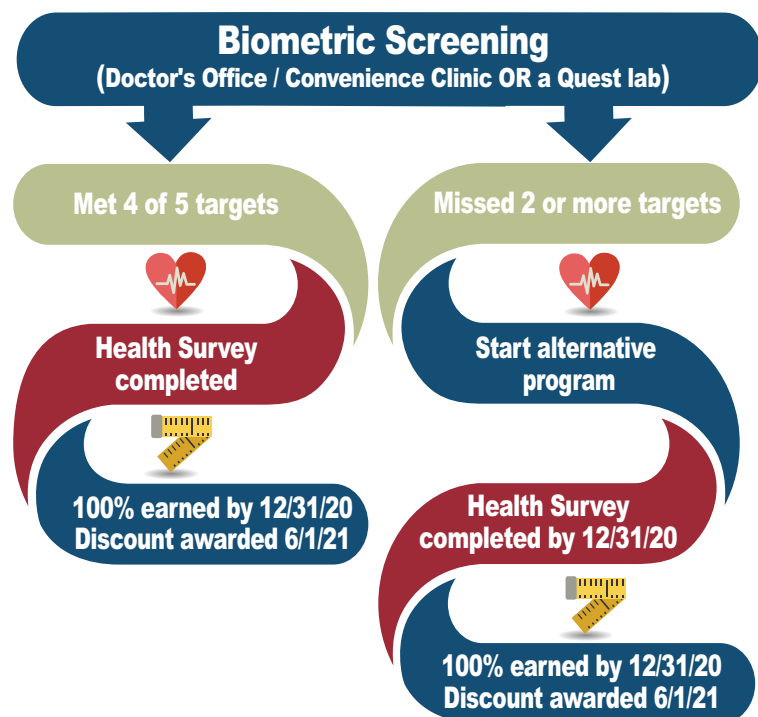 Biometric Screening
(Doctor's Office / Convenience Clinic OR a Quest lab)
Met 4 of 5 targets
Health Survey
completed
100% earned by 12/31/20
Discount awarded 6/1/21
Missed 2 or more targets
Start alternative
program
Health Survey
completed by 12/31/20
100% earned by 12/31/20
Discount awarded 6/1/21